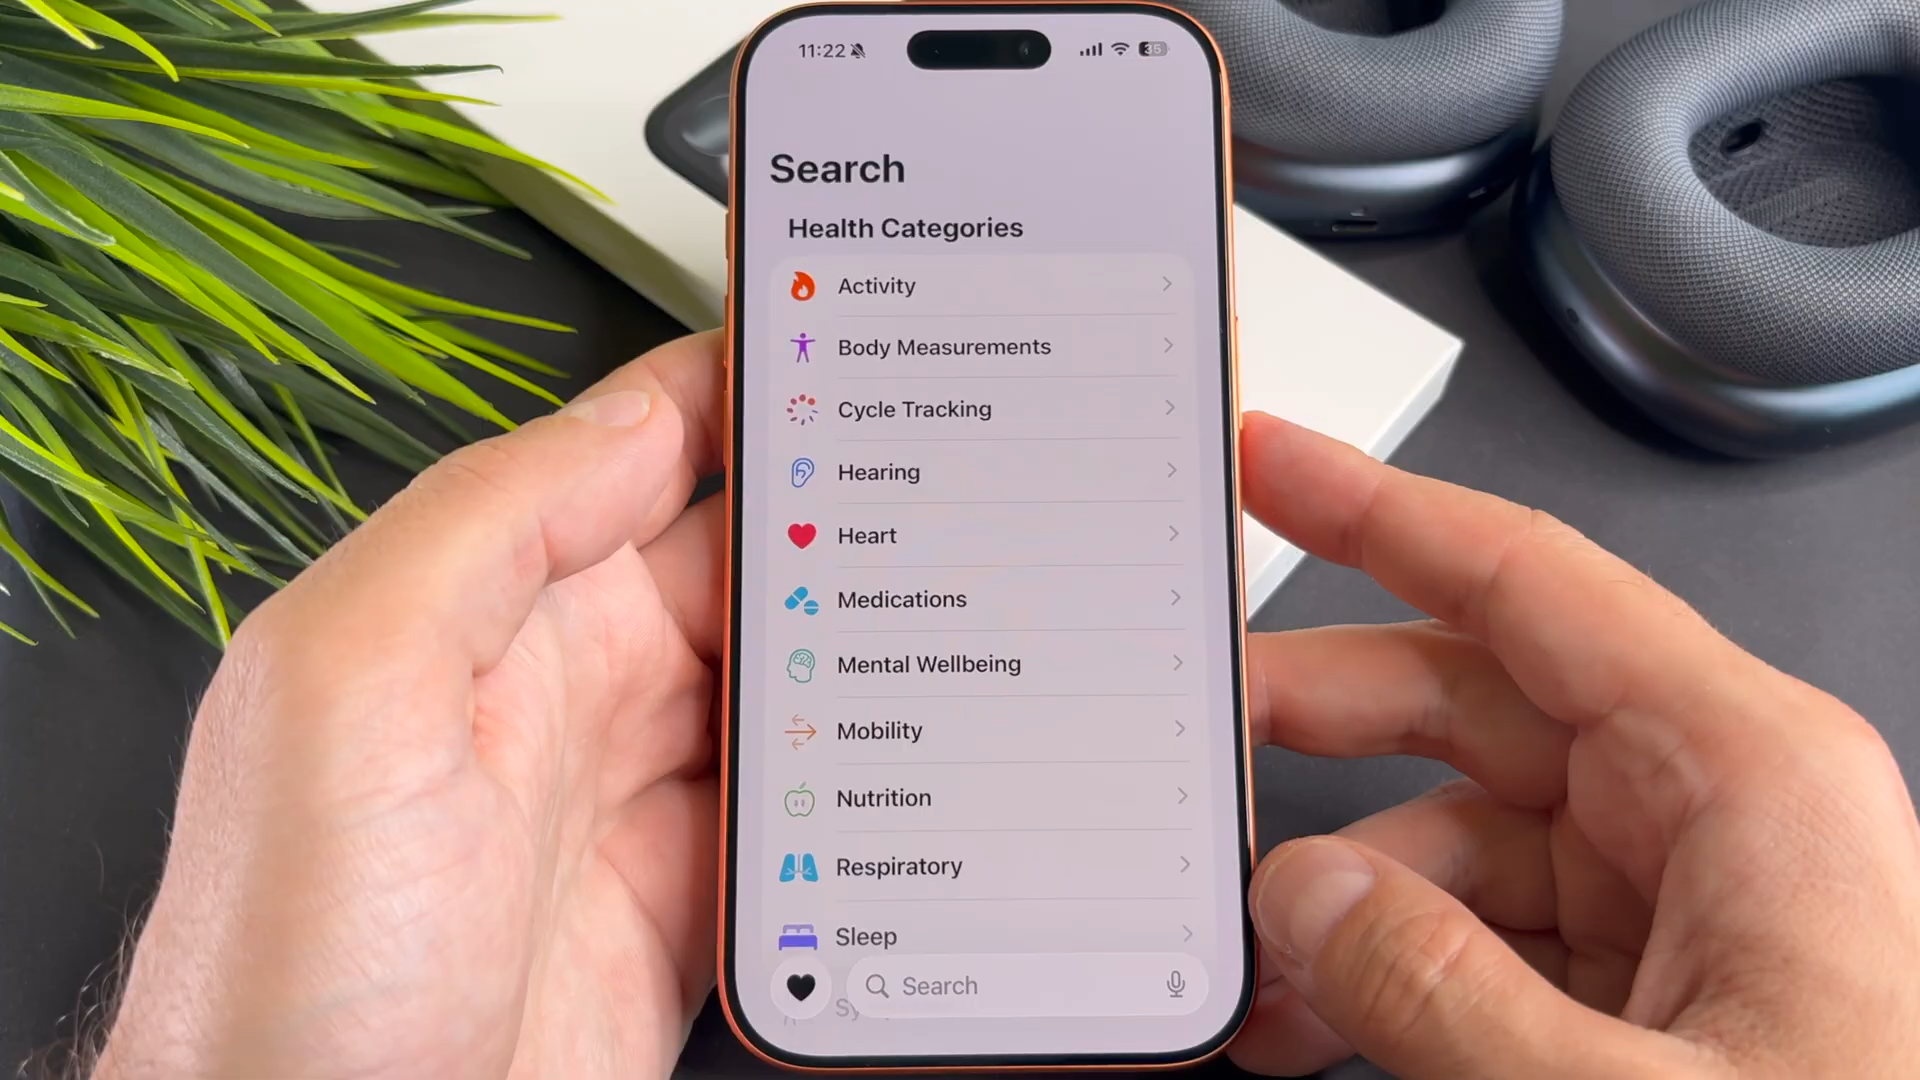 11:22
35
Search
Health Categories
Activity
Body Measurements
Cycle Tracking
Hearing
Heart
Medications
Mental Wellbeing
Mobility
Nutrition
Respiratory
Sleep
Search